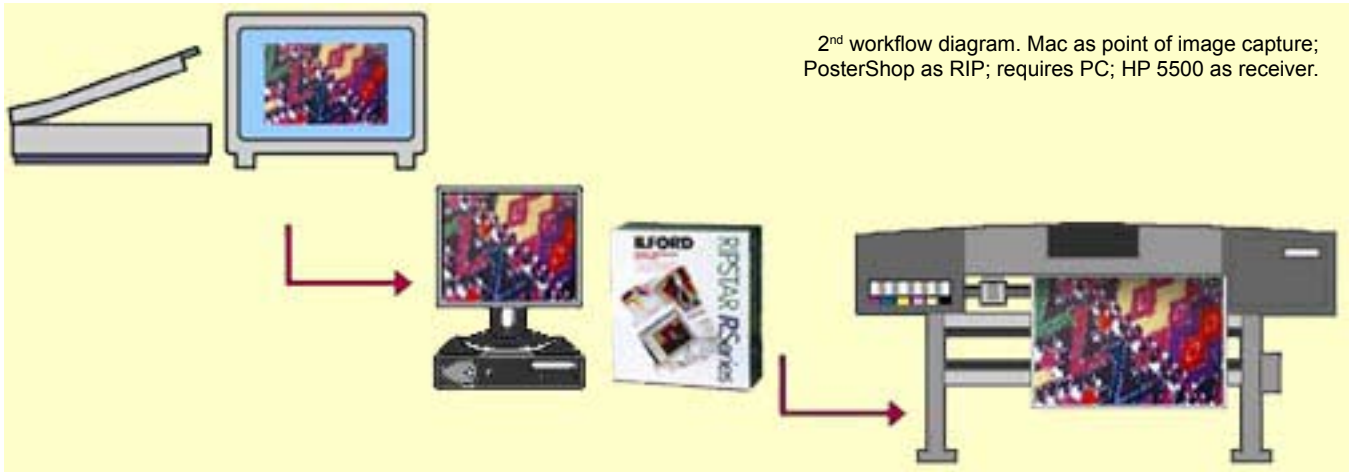 2nd workflow diagram. Mac as point of image capture;
PosterShop as RIP; requires PC; HP 5500 as receiver.
ILFORD
RIPSTAR RSeries